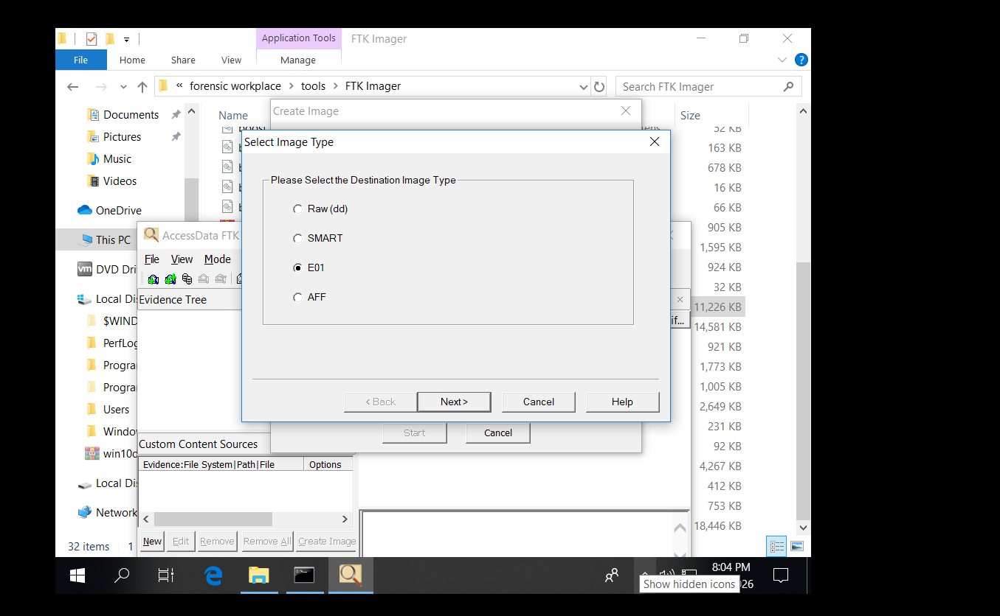 Application Tools
FTK Imager
File
Home
Share
View
Manage
« forensic workplace > tools > FTK Imager
Search FTK Imager
Documents
Pictures
Music
Videos
OneDrive
This PC
DVD Dri
Local Dis
$WIND
PerfLog
Progra
Progra
Users
Windo
win10
Local Dis
Network
32 items
1
Name
Size
52 KB
163 KB
678 KB
16 KB
66 KB
905 KB
1,595 KB
924 KB
32 KB
11,226 KB
14,581 KB
921 KB
1,773 KB
1,005 KB
2,649 KB
231 KB
92 KB
4,267 KB
412 KB
753 KB
18,446 KB
Create Image
Start
Cancel
Select Image Type
Please Select the Destination Image Type
Raw (dd)
SMART
E01
AFF
< Back
Next >
Cancel
Help
AccessData FTK
File View Mode
Evidence Tree
Custom Content Sources
Evidence:File System|Path|File
Options
New
Edit
Remove
Remove All
Create Image
8:04 PM
26
Show hidden icons